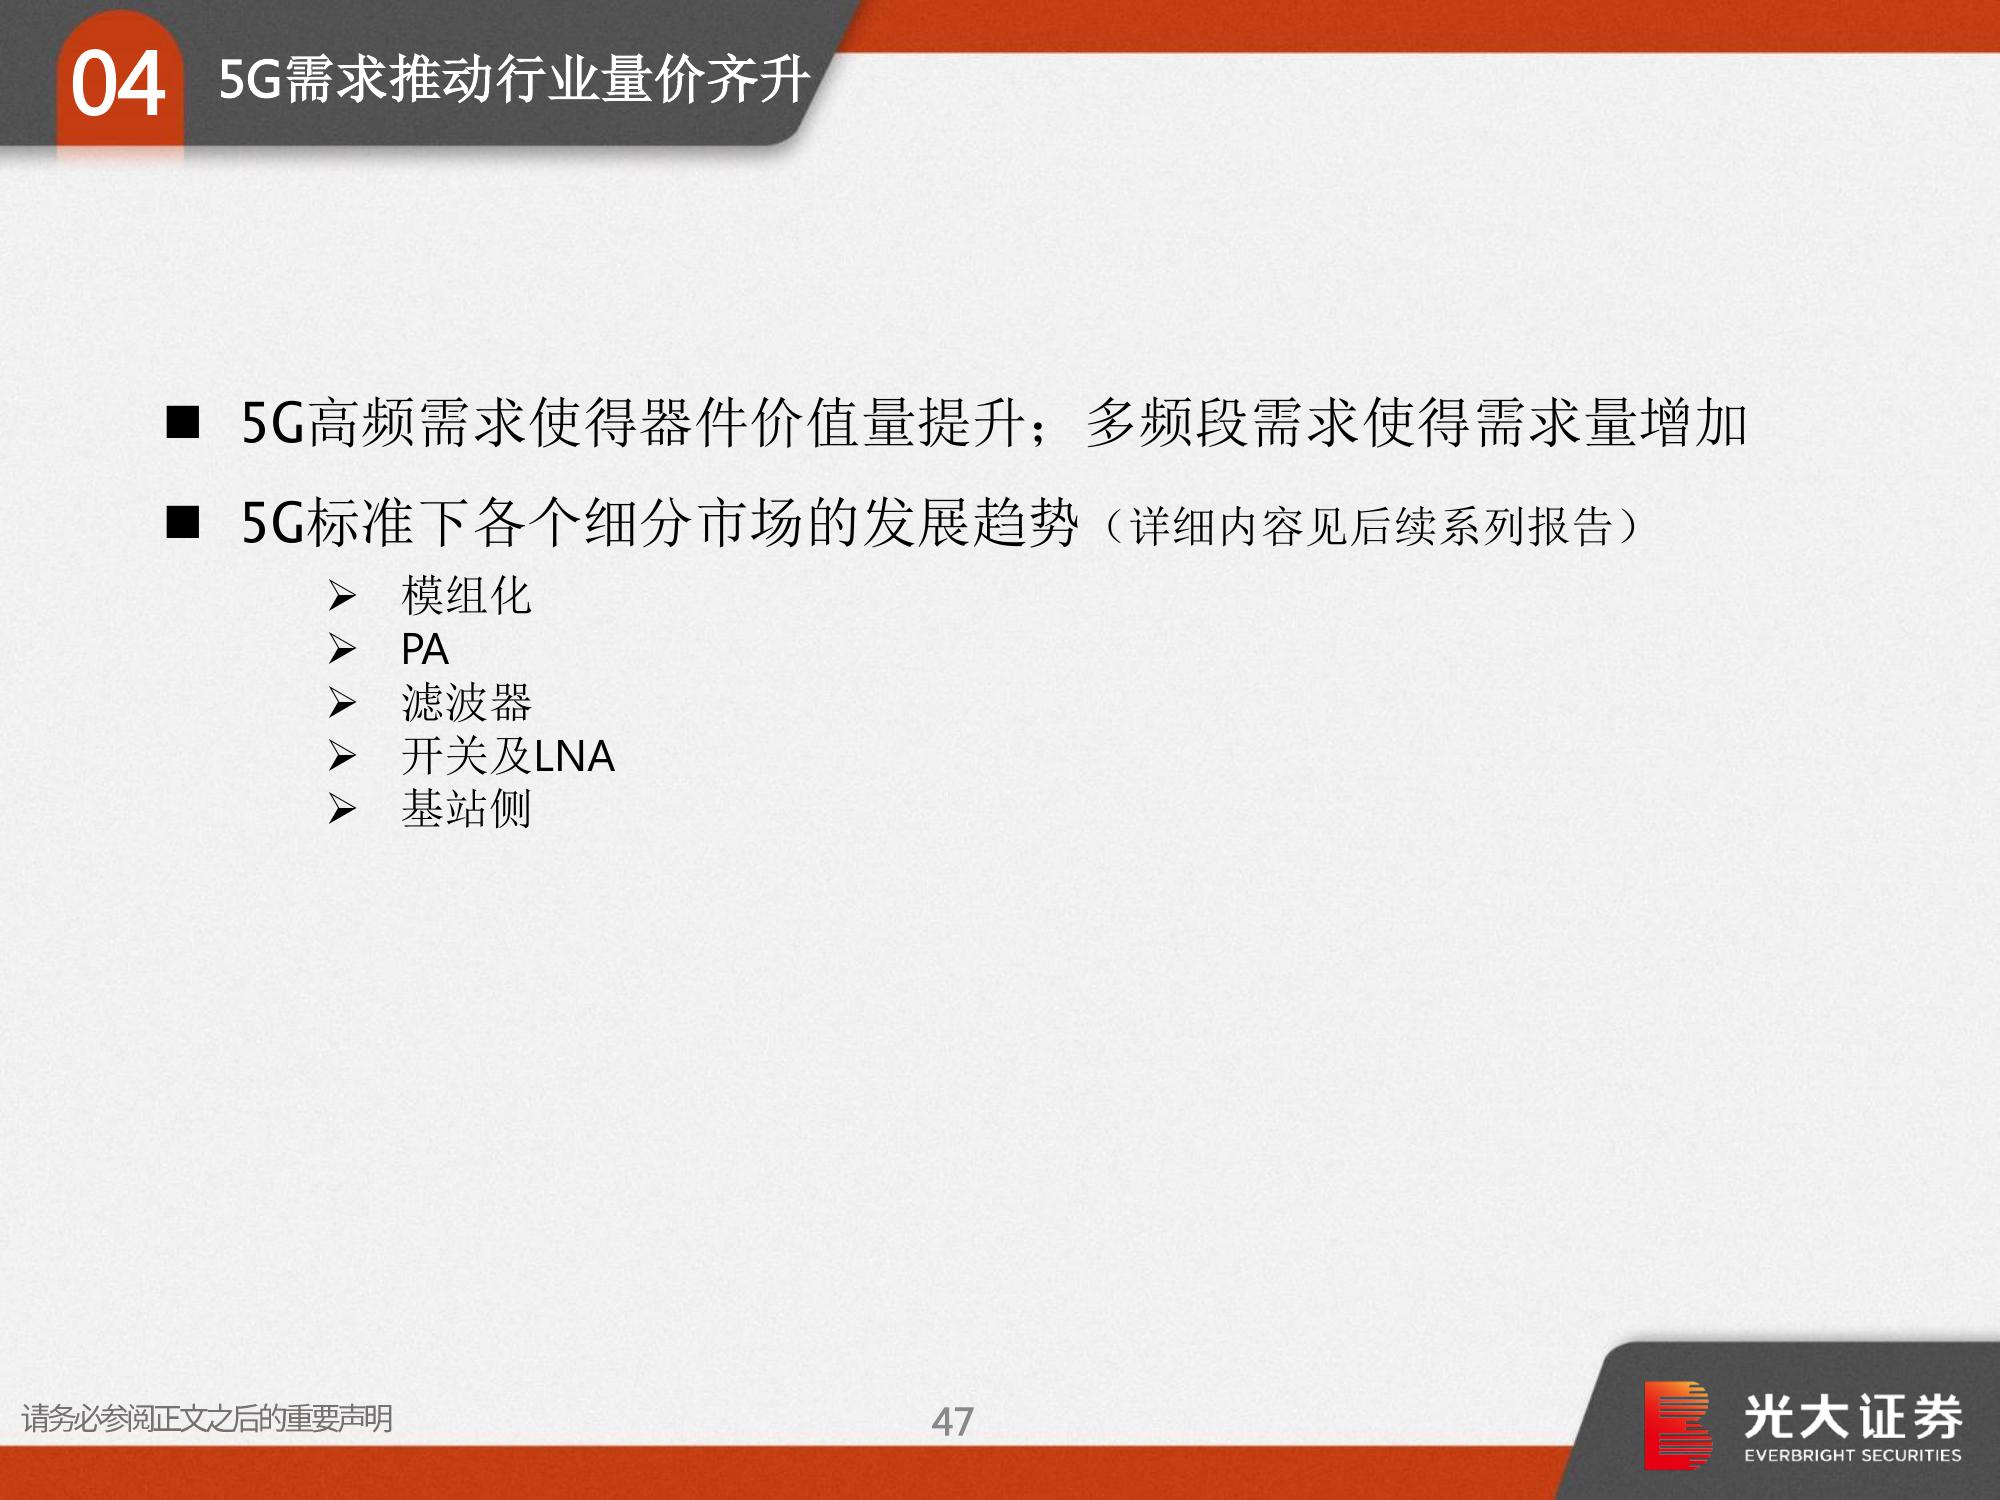 04
5G需求推动行业量价齐升
■ 5G高频需求使得器件价值量提升；多频段需求使得需求量增加
■ 5G标准下各个细分市场的发展趋势（详细内容见后续系列报告）
➢ 模组化
➢ PA
➢ 滤波器
➢ 开关及LNA
➢ 基站侧
请务必参阅正文之后的重要声明
47
光大证券
EVERBRIGHT SECURITIES